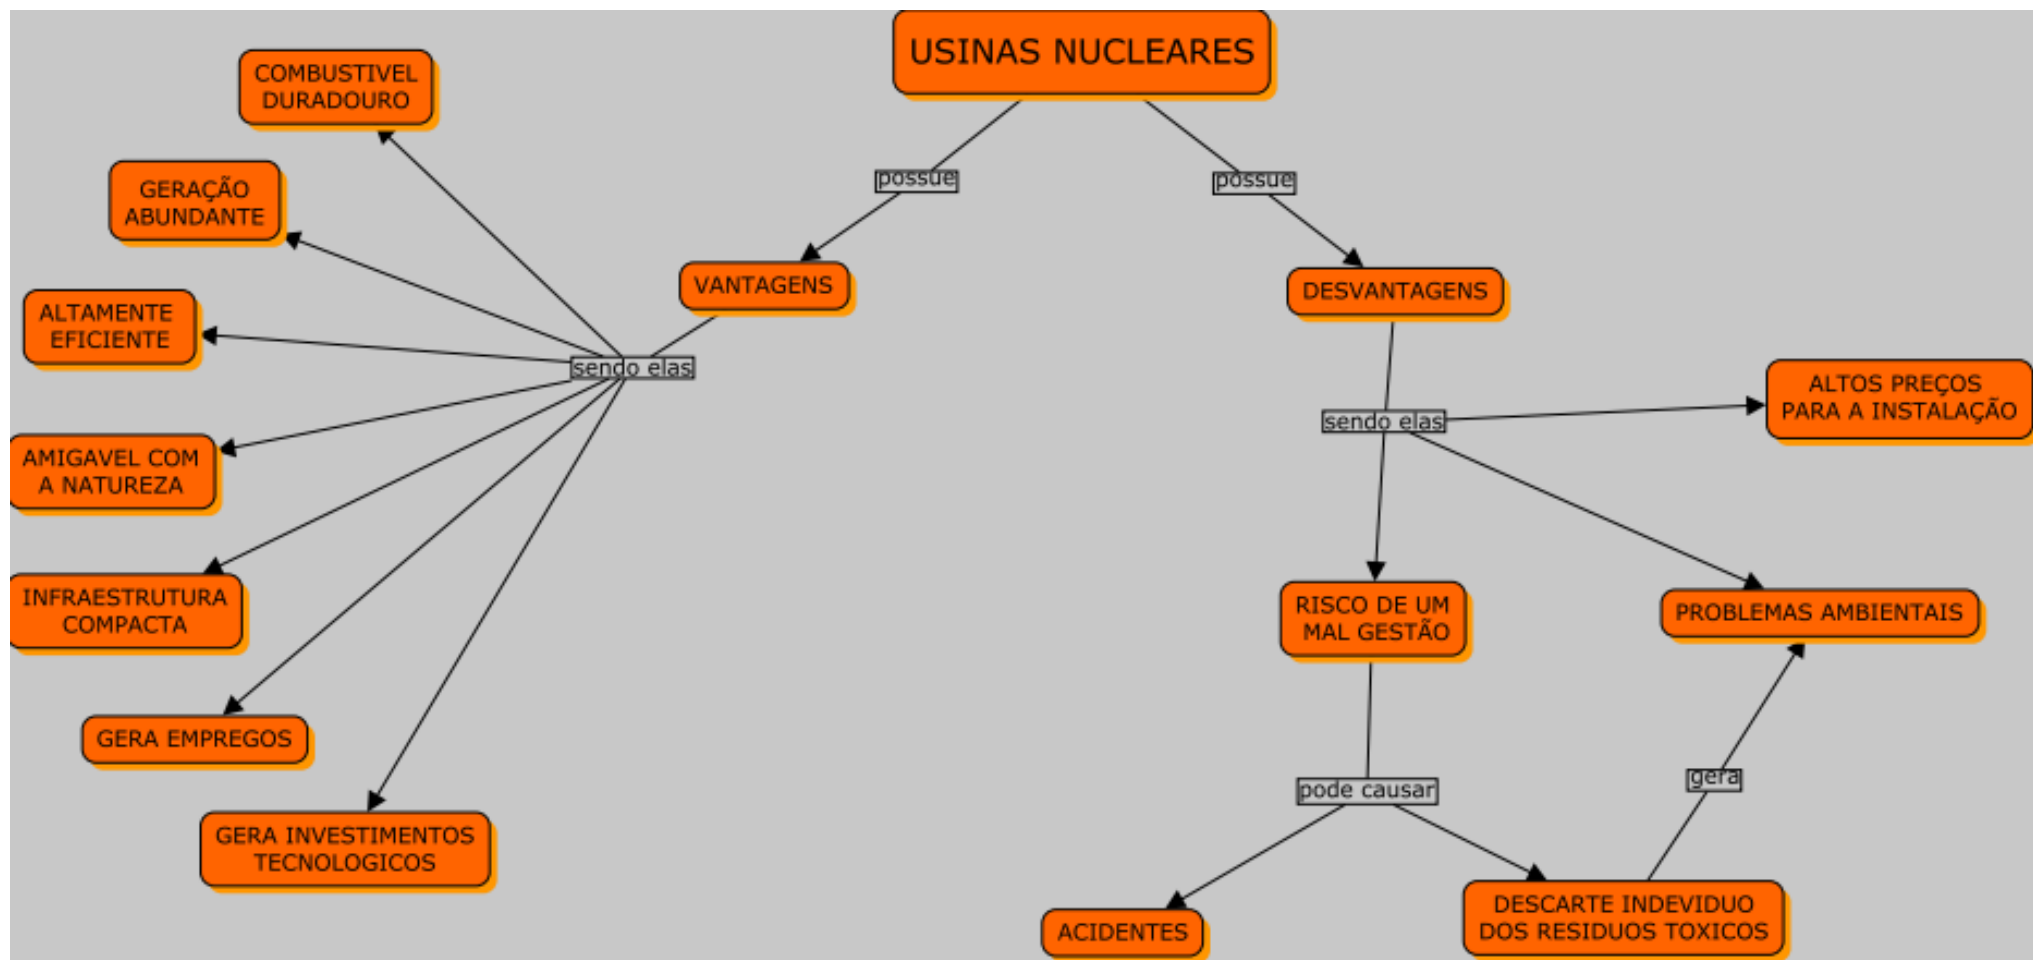 USINAS NUCLEARES
possue
possue
VANTAGENS
DESVANTAGENS
sendo elas
COMBUSTIVEL
DURADOURO
GERAÇÃO
ABUNDANTE
ALTAMENTE
EFICIENTE
AMIGAVEL COM
A NATUREZA
INFRAESTRUTURA
COMPACTA
GERA EMPREGOS
GERA INVESTIMENTOS
TECNOLOGICOS
sendo elas
ALTOS PREÇOS
PARA A INSTALAÇÃO
RISCO DE UM
MAL GESTÃO
PROBLEMAS AMBIENTAIS
pode causar
gera
ACIDENTES
DESCARTE INDEVIDUO
DOS RESIDUOS TOXICOS